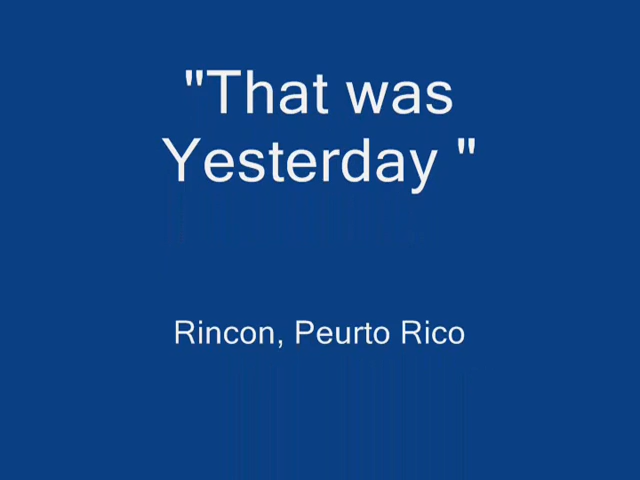 "That was
Yesterday "
Rincon, Peurto Rico